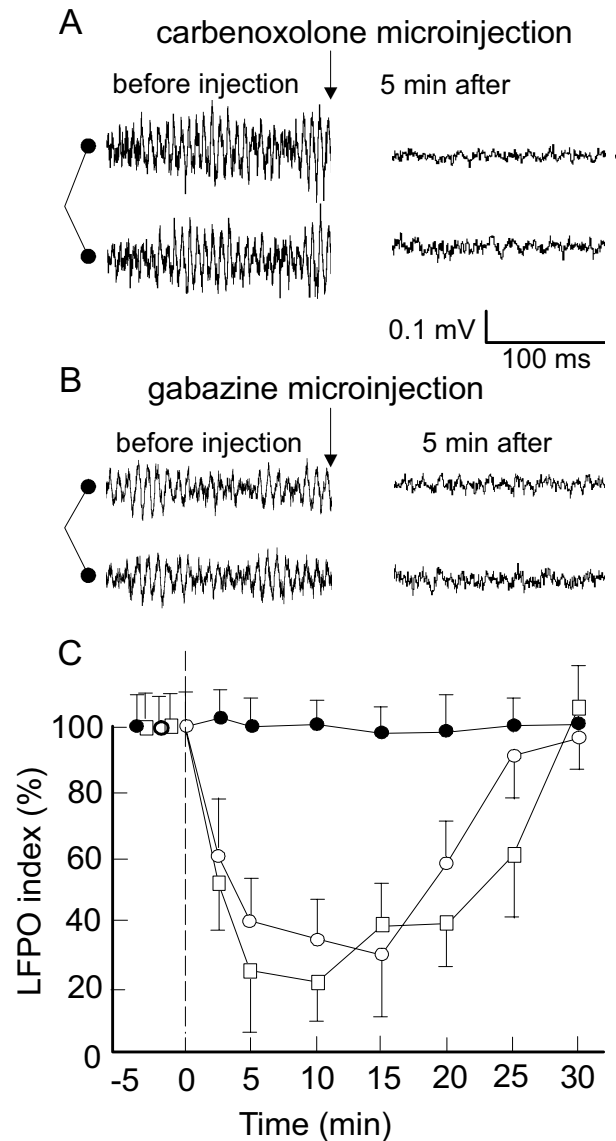 A
carbenoxolone microinjection
before injection 5 min after
0.1 mV
100 ms
B
gabazine microinjection
before injection 5 min after
C
LFPO index (%)
100
80
60
40
20
0
-5 0 5 10 15 20 25 30
Time (min)